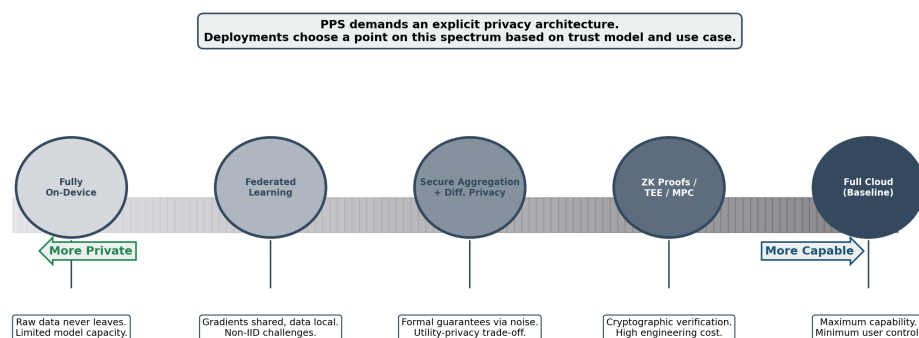 PPS demands an explicit privacy architecture.
Deployments choose a point on this spectrum based on trust model and use case.
Fully
On-Device
Federated
Learning
Secure Aggregation
+ Diff. Privacy
ZK Proofs /
TEE / MPC
Full Cloud
(Baseline)
More Private
More Capable
Raw data never leaves.
Limited model capacity.
Gradients shared, data local.
Non-IID challenges.
Formal guarantees via noise.
Utility-privacy trade-off.
Cryptographic verification.
High engineering cost.
Maximum capability.
Minimum user control